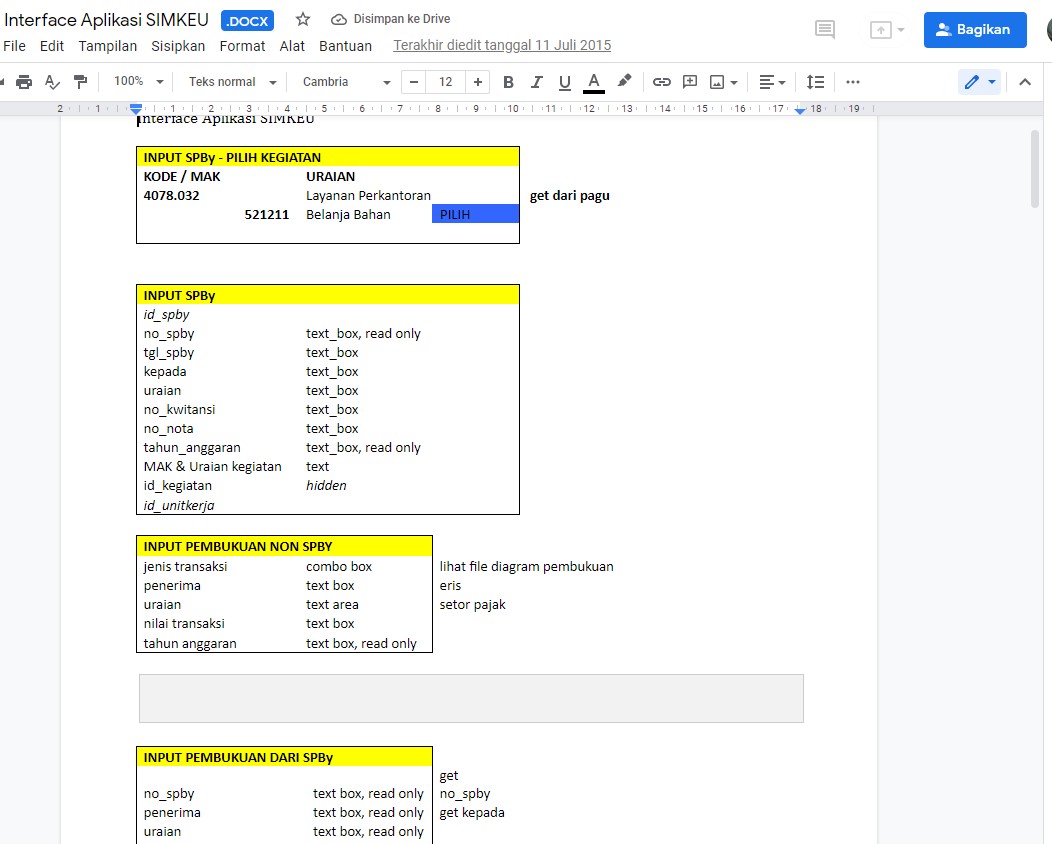 Interface Aplikasi SIMKEU .DOCX Disimpan ke Drive
File Edit Tampilan Sisipkan Format Alat Bantuan Terakhir diedit tanggal 11 Juli 2015
Bagikan
100% Teks normal Cambria − 12 + B I U A
2 1 1 2 3 4 5 6 7 8 9 10 11 12 13 14 15 16 17 18 19
Interface Aplikasi SIMKEU
INPUT SPBy - PILIH KEGIATAN
KODE / MAK URAIAN
4078.032 Layanan Perkantoran get dari pagu
521211 Belanja Bahan PILIH
INPUT SPBy
id_spby
no_spby text_box, read only
tgl_spby text_box
kepada text_box
uraian text_box
no_kwitansi text_box
no_nota text_box
tahun_anggaran text_box, read only
MAK & Uraian kegiatan text
id_kegiatan hidden
id_unitkerja
INPUT PEMBUKUAN NON SPBY
jenis transaksi combo box lihat file diagram pembukuan
penerima text box eris
uraian text area setor pajak
nilai transaksi text box
tahun anggaran text box, read only
INPUT PEMBUKUAN DARI SPBy
get
no_spby text box, read only no_spby
penerima text box, read only get kepada
uraian text box, read only